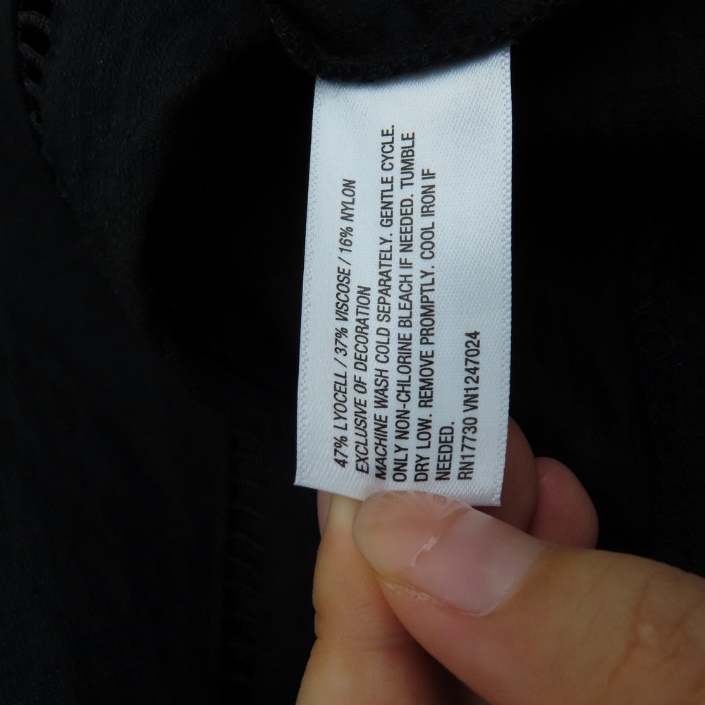 47% LYOCELL / 37% VISCOSE / 16% NYLON
EXCLUSIVE OF DECORATION
MACHINE WASH COLD SEPARATELY. GENTLE CYCLE.
ONLY NON-CHLORINE BLEACH IF NEEDED. TUMBLE
DRY LOW. REMOVE PROMPTLY. COOL IRON IF
NEEDED.
RN17730 VN1247024